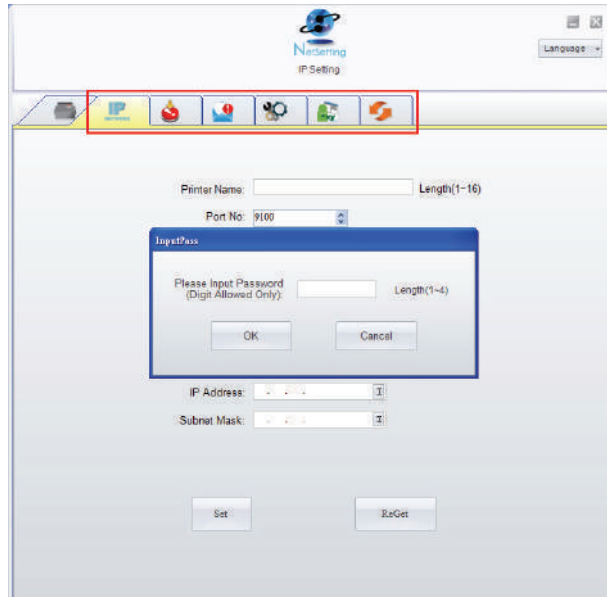 NetSetting
Language
IP Setting
IP
Printer Name:
Length(1~16)
Port No: 9100
InputPass
Please Input Password
(Digit Allowed Only):
Length(1~4)
OK Cancel
IP Address:
Subnet Mask:
Set ReGet